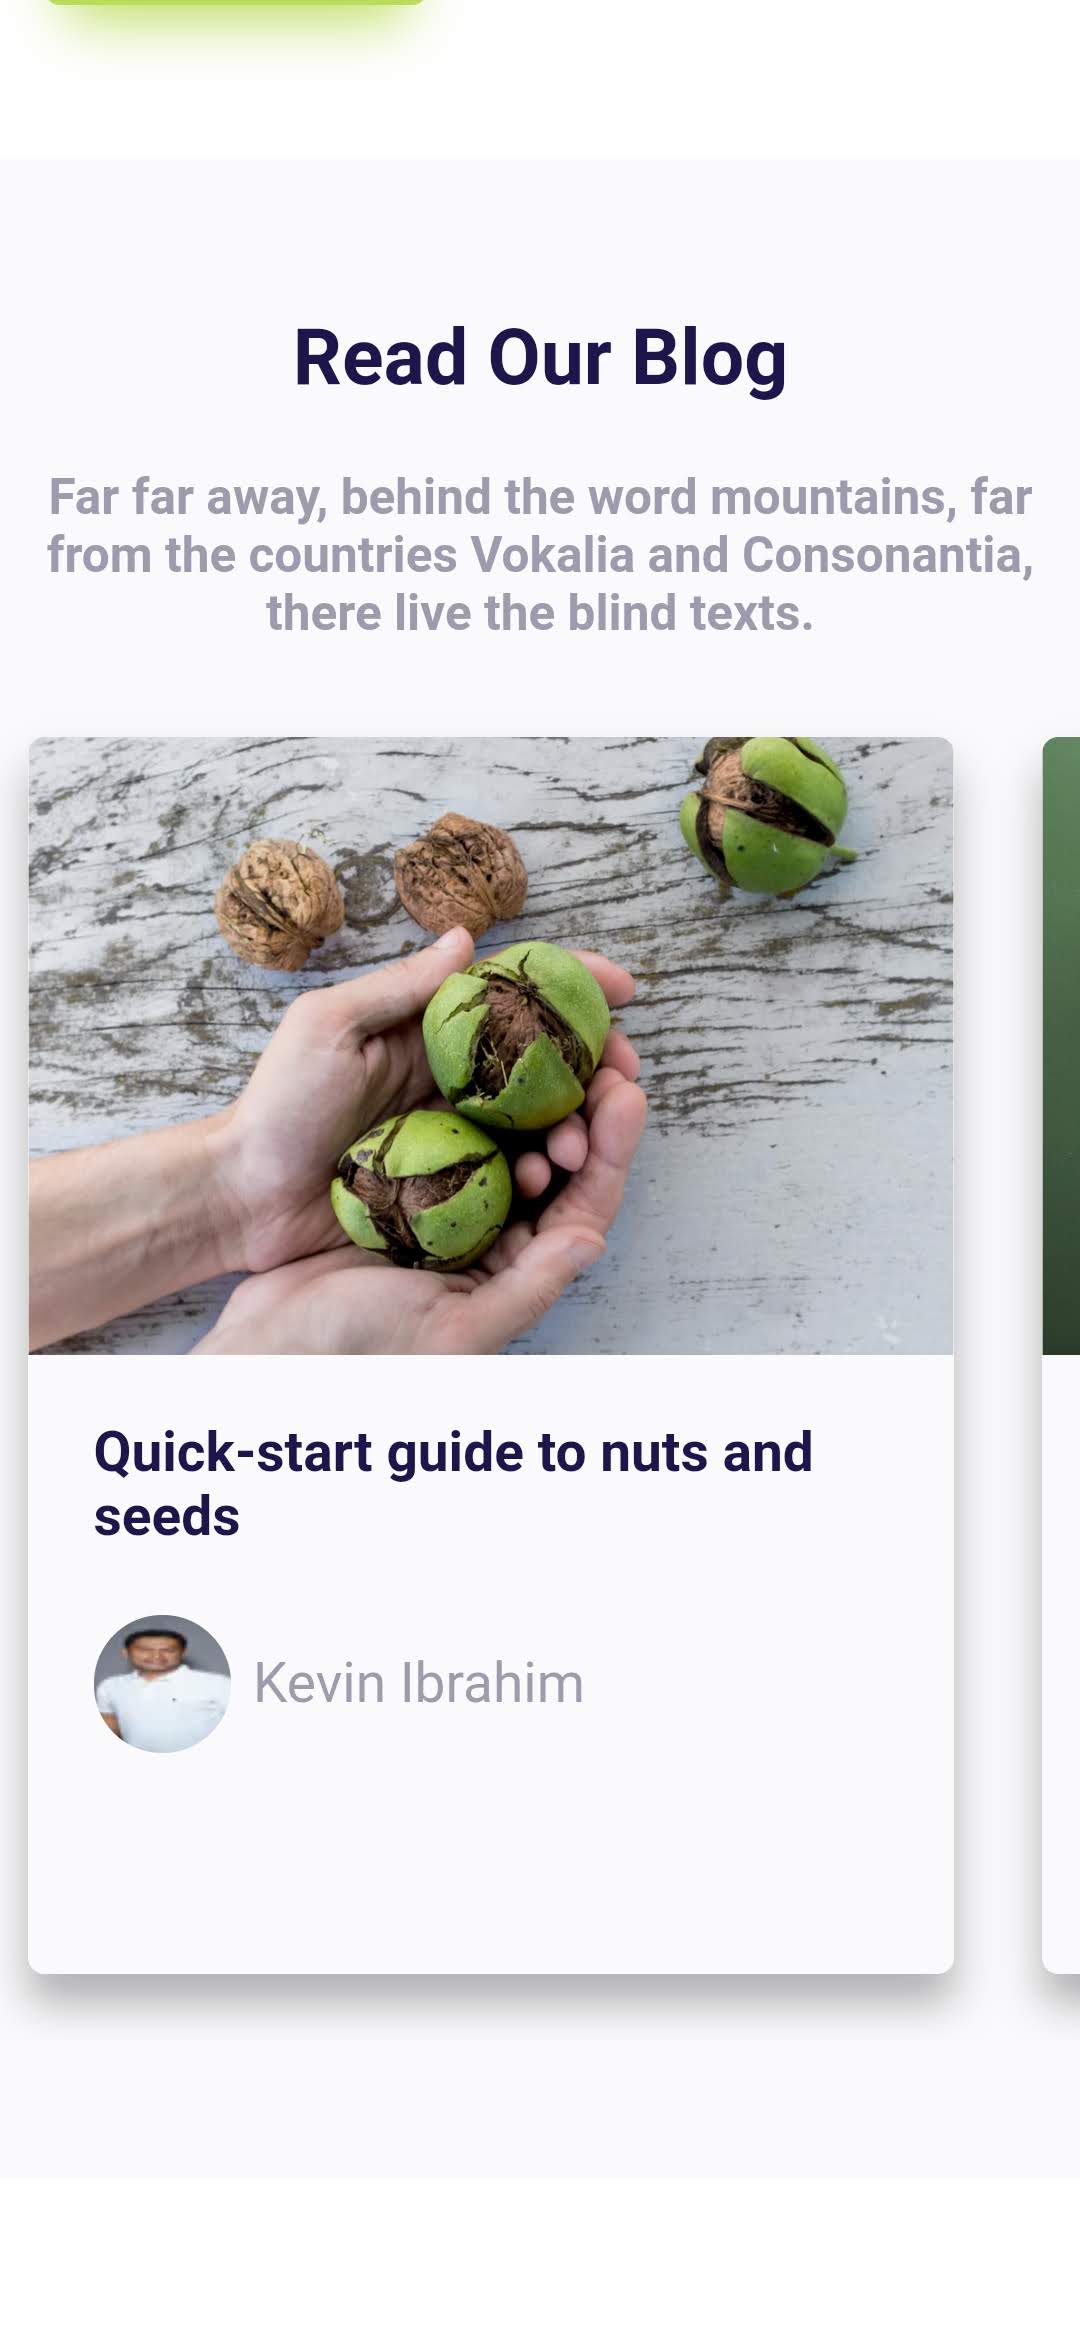 Read Our Blog
Far far away, behind the word mountains, far
from the countries Vokalia and Consonantia,
there live the blind texts.
Quick-start guide to nuts and
seeds
Kevin Ibrahim